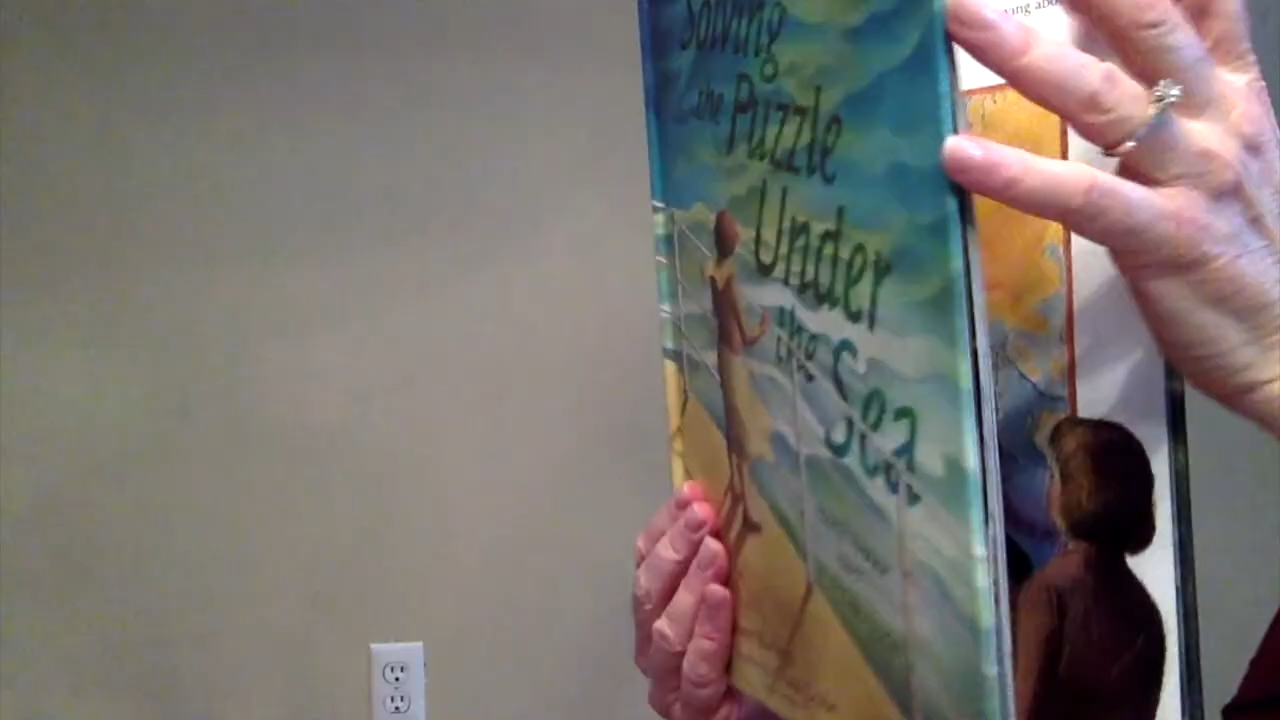 Solving
the Puzzle
Under
the Sea